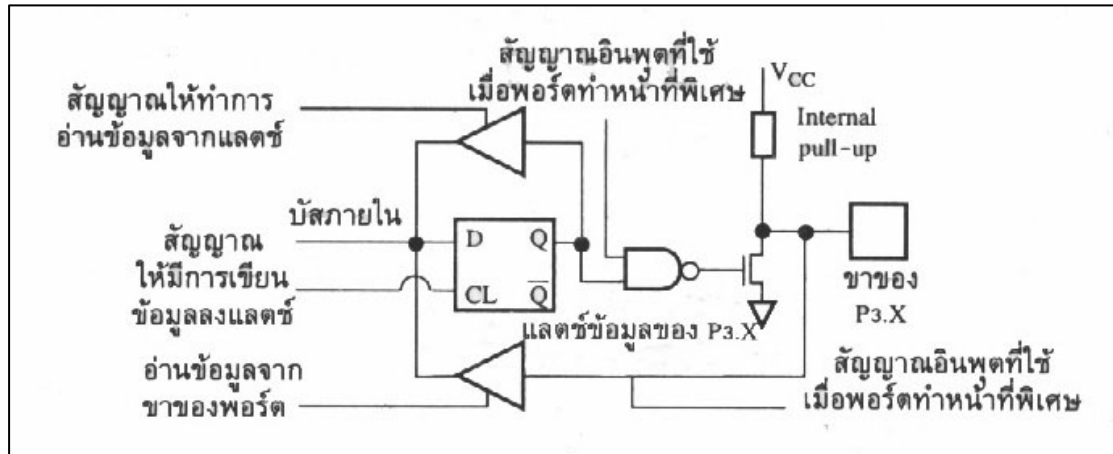 สัญญาณอินพุตที่ใช้
เมื่อพอร์ตทำหน้าที่พิเศษ
VCC
สัญญาณให้ทำการ
อ่านข้อมูลจากแลตช์
Internal
pull-up
บัสภายใน
สัญญาณ
ให้มีการเขียน
ข้อมูลลงแลตช์
D Q
CL Q̅
ขาของ
P3.X
แลตช์ข้อมูลของ P3.X
อ่านข้อมูลจาก
ขาของพอร์ต
สัญญาณอินพุตที่ใช้
เมื่อพอร์ตทำหน้าที่พิเศษ